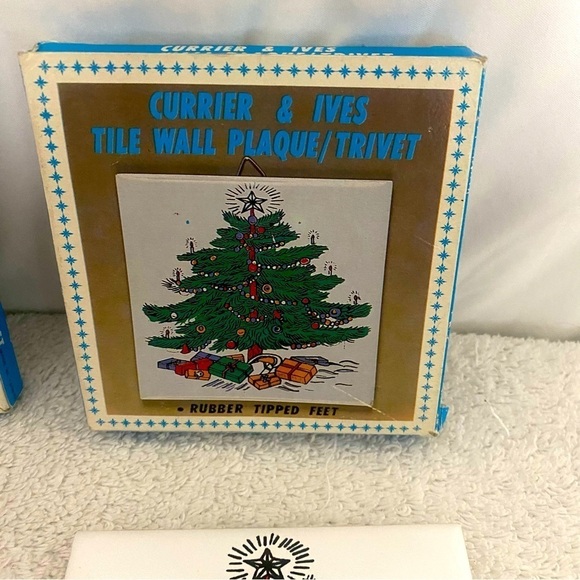 CURRIER & IVES
CURRIER & IVES
TILE WALL PLAQUE/TRIVET
• RUBBER TIPPED FEET